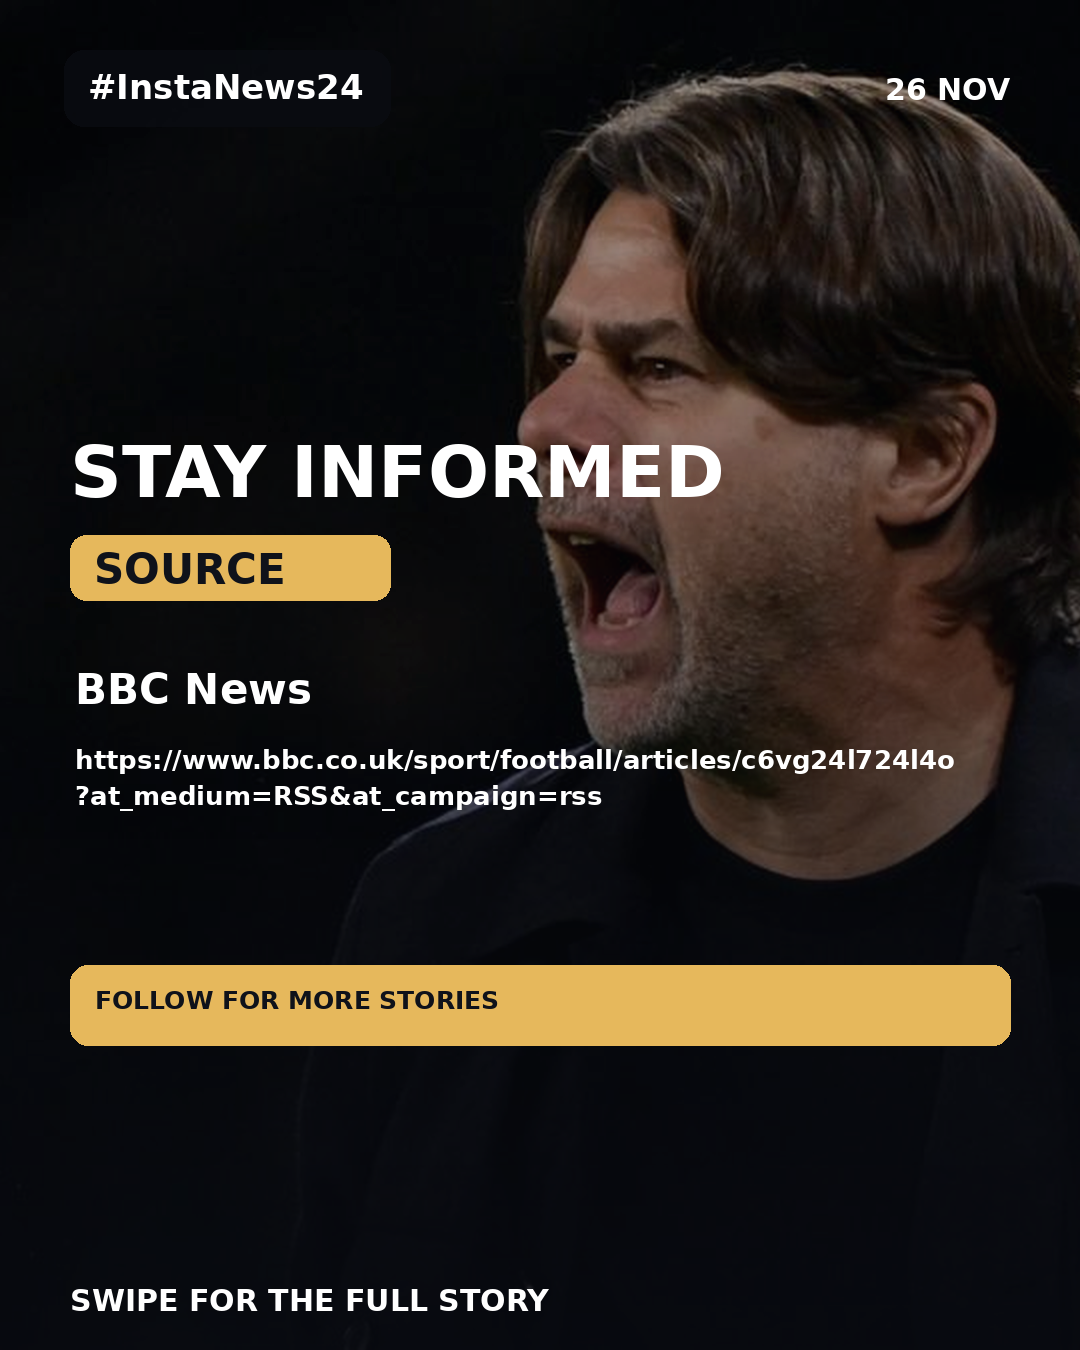 #InstaNews24
26 NOV
STAY INFORMED
SOURCE
BBC News
https://www.bbc.co.uk/sport/football/articles/c6vg24l724l4o
?at_medium=RSS&at_campaign=rss
FOLLOW FOR MORE STORIES
SWIPE FOR THE FULL STORY